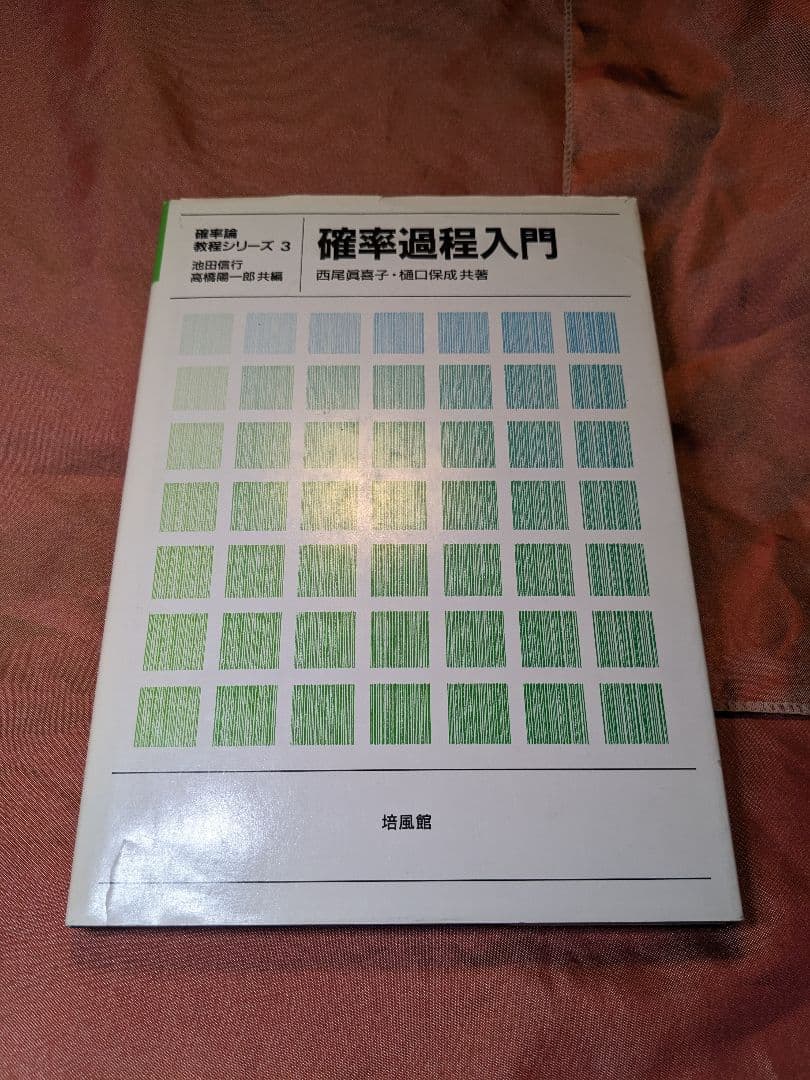 確率論
教程シリーズ 3
池田信行
高橋陽一郎 共編
確率過程入門
西尾眞喜子・樋口保成 共著
培風館